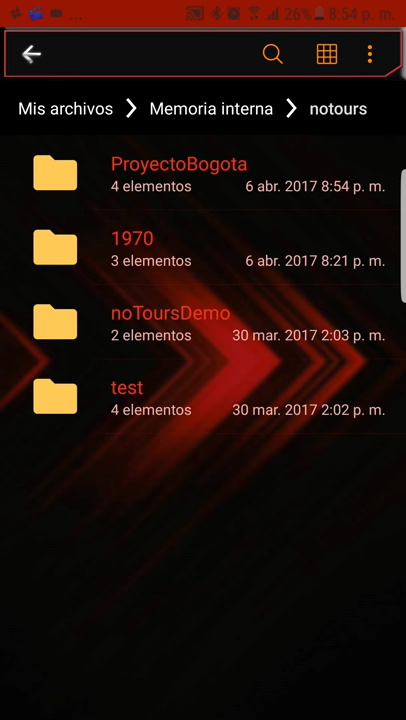 ... 26% 8:54 p. m.
Mis archivos Memoria interna notours
ProyectoBogota
4 elementos 6 abr. 2017 8:54 p. m.
1970
3 elementos 6 abr. 2017 8:21 p. m.
noToursDemo
2 elementos 30 mar. 2017 2:03 p. m.
test
4 elementos 30 mar. 2017 2:02 p. m.